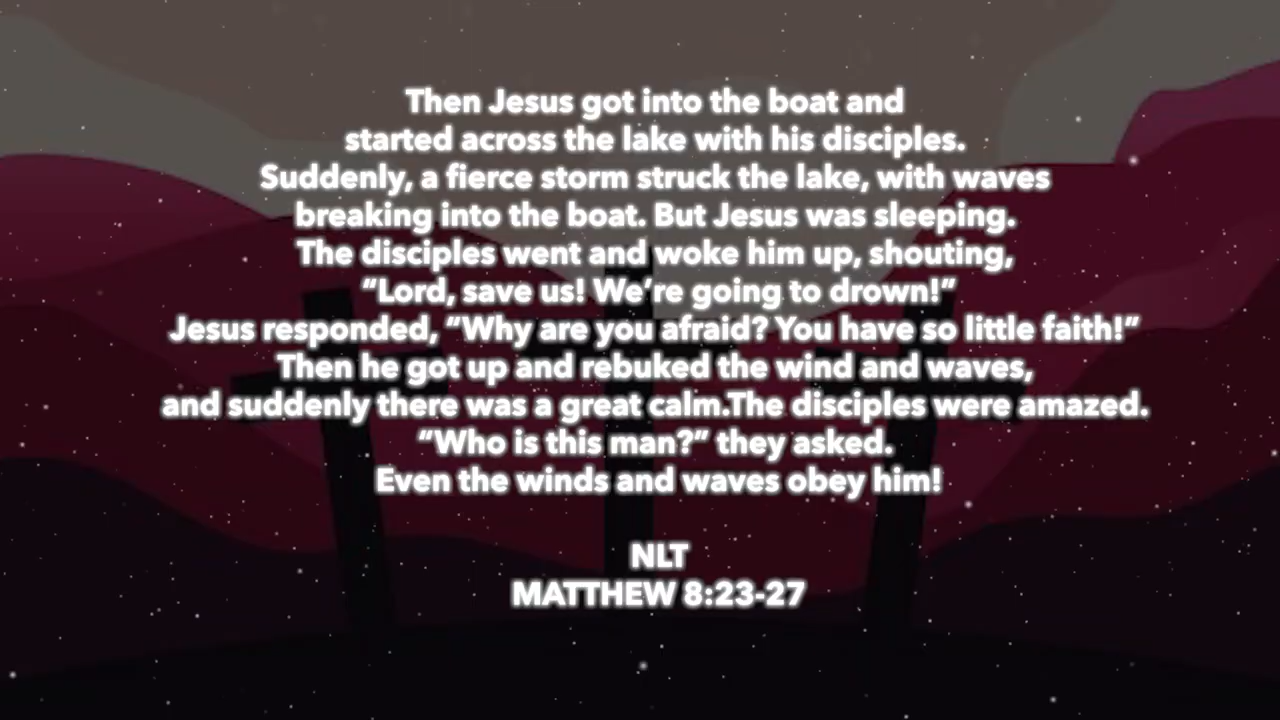 Then Jesus got into the boat and
started across the lake with his disciples.
Suddenly, a fierce storm struck the lake, with waves
breaking into the boat. But Jesus was sleeping.
The disciples went and woke him up, shouting,
“Lord, save us! We’re going to drown!”
Jesus responded, “Why are you afraid? You have so little faith!”
Then he got up and rebuked the wind and waves,
and suddenly there was a great calm.The disciples were amazed.
“Who is this man?” they asked.
Even the winds and waves obey him!
NLT
MATTHEW 8:23-27